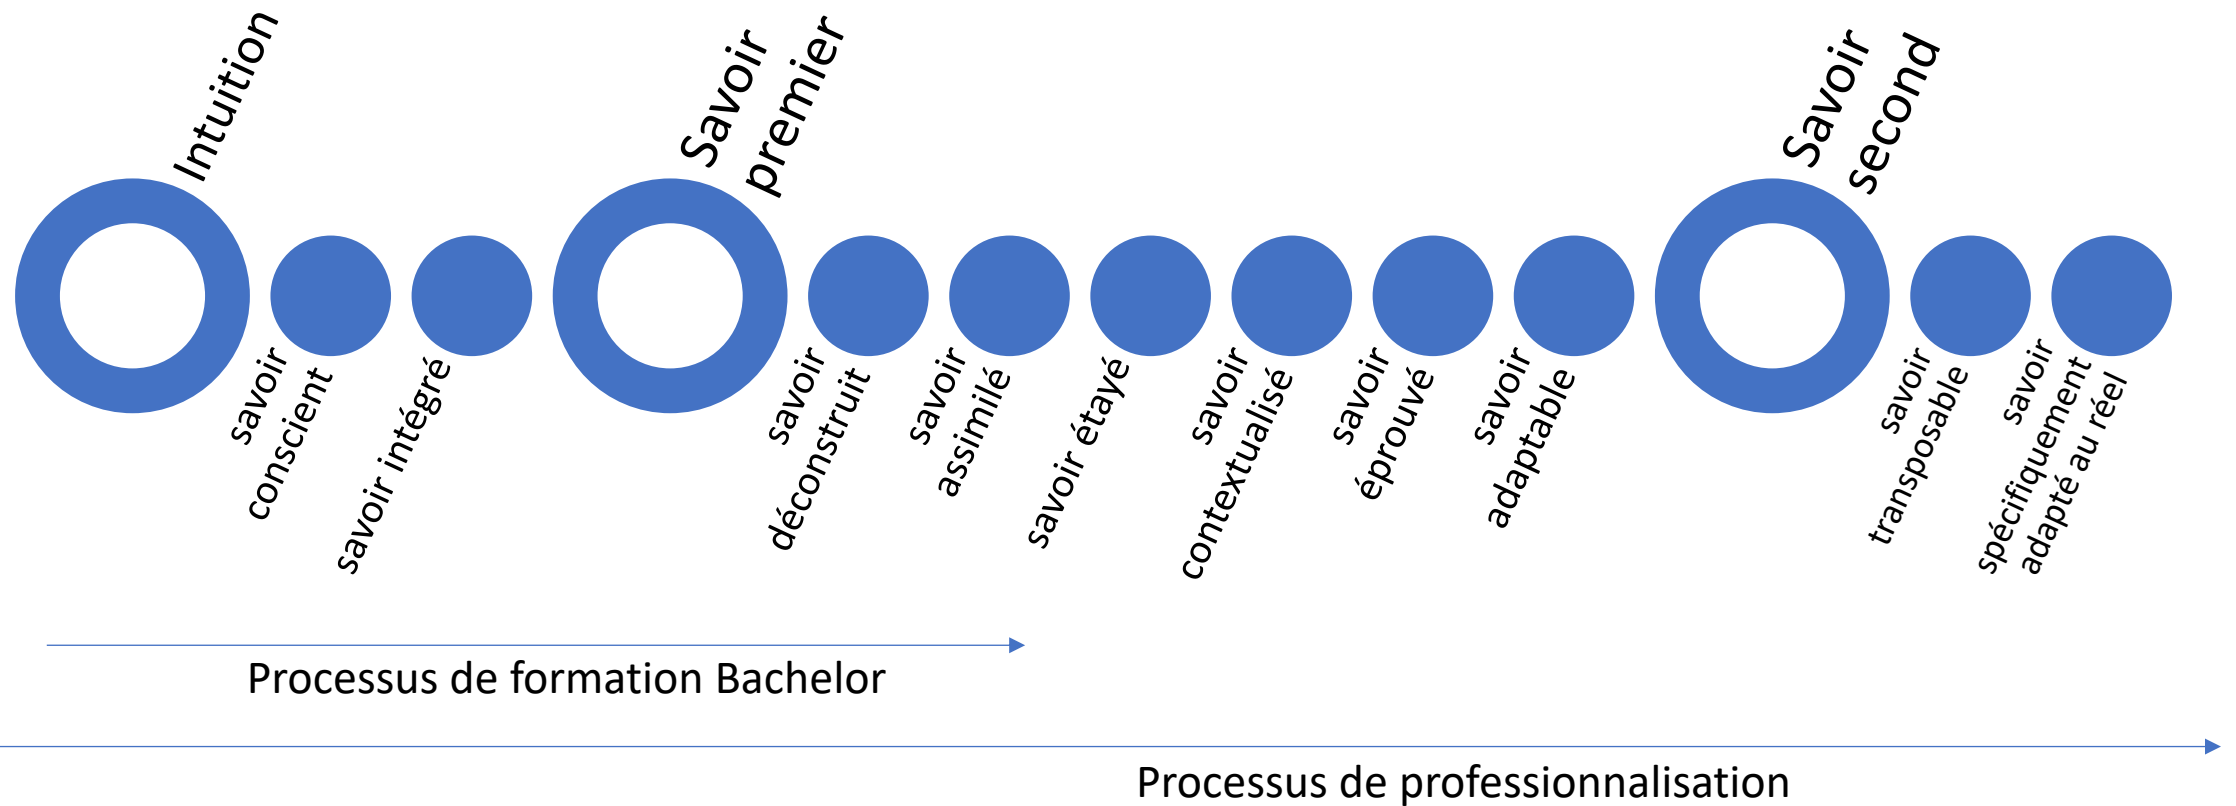 Intuition
savoir
conscient
savoir intégré
Savoir
premier
savoir
déconstruit
savoir
assimilé
savoir étayé
savoir
contextualisé
savoir
éprouvé
savoir
adaptable
Savoir
second
savoir
transposable
savoir
spécifiquement
adapté au réel
Processus de formation Bachelor
Processus de professionnalisation